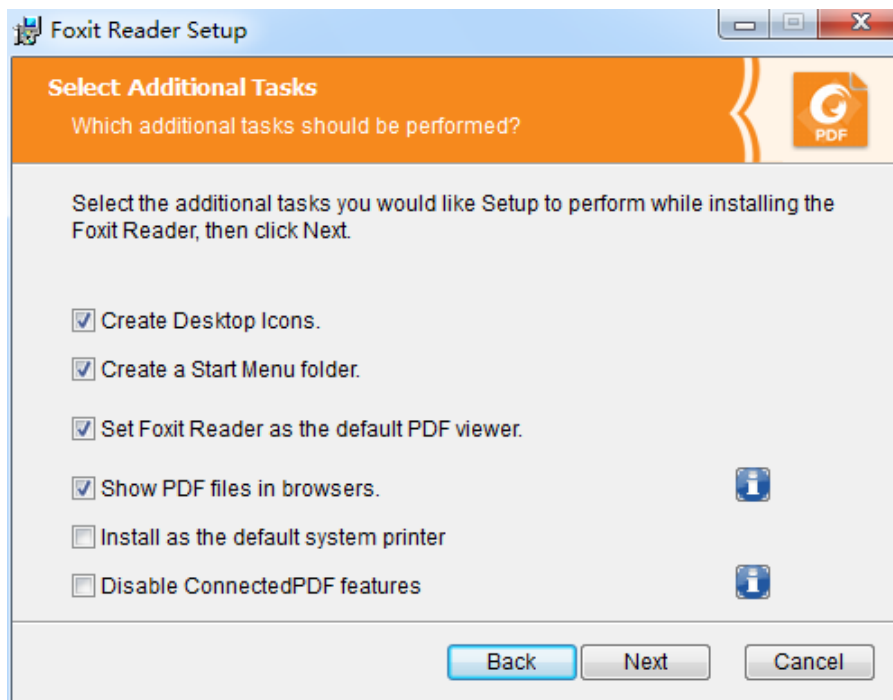 Foxit Reader Setup
Select Additional Tasks
Which additional tasks should be performed?
PDF
Select the additional tasks you would like Setup to perform while installing the
Foxit Reader, then click Next.
Create Desktop Icons.
Create a Start Menu folder.
Set Foxit Reader as the default PDF viewer.
Show PDF files in browsers.
Install as the default system printer
Disable ConnectedPDF features
Back Next Cancel